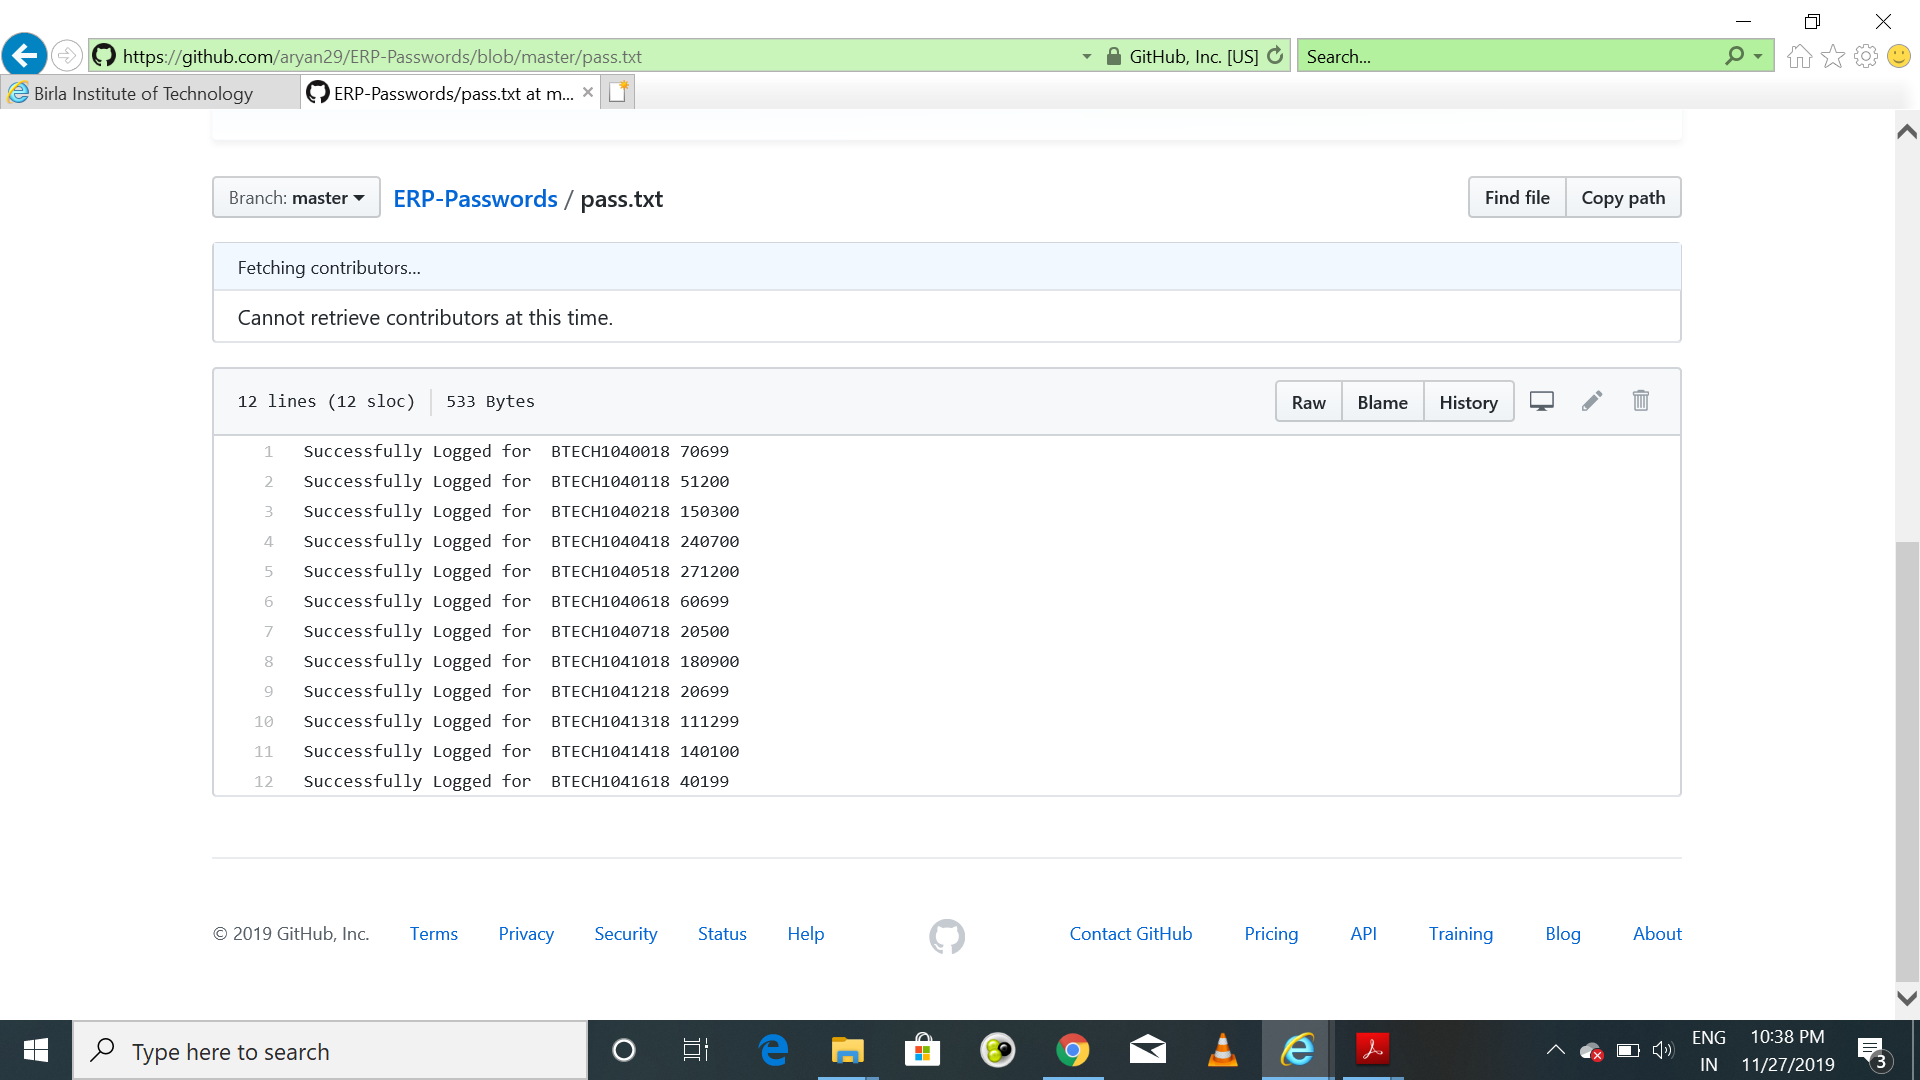 https://github.com/aryan29/ERP-Passwords/blob/master/pass.txt GitHub, Inc. [US] Search...
Birla Institute of Technology ERP-Passwords/pass.txt at m...
Branch: master ERP-Passwords / pass.txt Find file Copy path
Fetching contributors...
Cannot retrieve contributors at this time.
12 lines (12 sloc) 533 Bytes Raw Blame History
1 Successfully Logged for BTECH1040018 70699
2 Successfully Logged for BTECH1040118 51200
3 Successfully Logged for BTECH1040218 150300
4 Successfully Logged for BTECH1040418 240700
5 Successfully Logged for BTECH1040518 271200
6 Successfully Logged for BTECH1040618 60699
7 Successfully Logged for BTECH1040718 20500
8 Successfully Logged for BTECH1041018 180900
9 Successfully Logged for BTECH1041218 20699
10 Successfully Logged for BTECH1041318 111299
11 Successfully Logged for BTECH1041418 140100
12 Successfully Logged for BTECH1041618 40199
© 2019 GitHub, Inc. Terms Privacy Security Status Help Contact GitHub Pricing API Training Blog About
Type here to search
ENG 10:38 PM
IN 11/27/2019 3